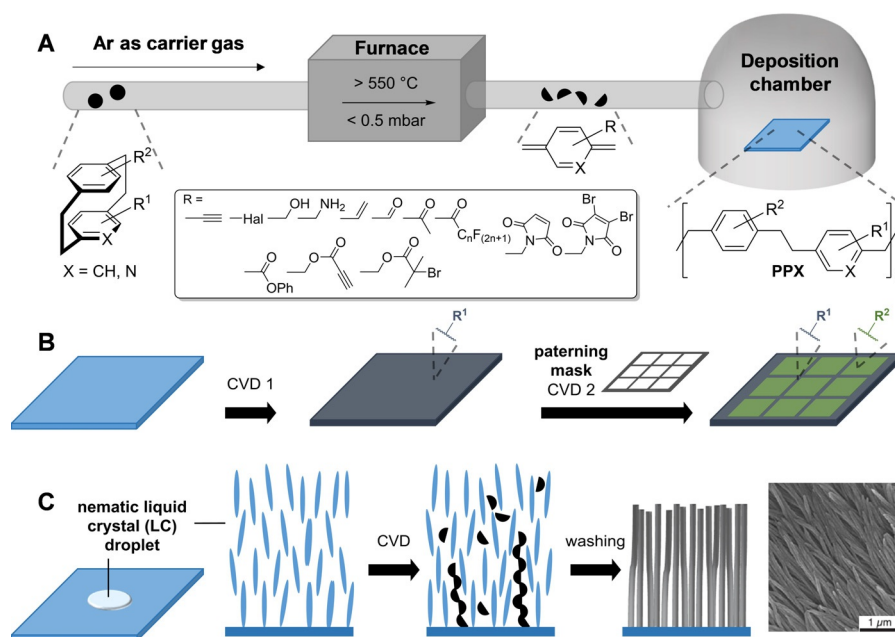 A
Ar as carrier gas
Furnace
> 550 °C
< 0.5 mbar
Deposition
chamber
R
X
R²
R¹
X
X = CH, N
R =
Hal
OH
NH₂
O
O
O
CₙF₍₂ₙ₊₁₎
O
N
O
Br
Br
O
N
O
O
OPh
O
O
O
O
Br
R²
R¹
X
PPX
B
CVD 1
R¹
paterning
mask
CVD 2
R¹
R²
C
nematic liquid
crystal (LC)
droplet
CVD
washing
1 µm